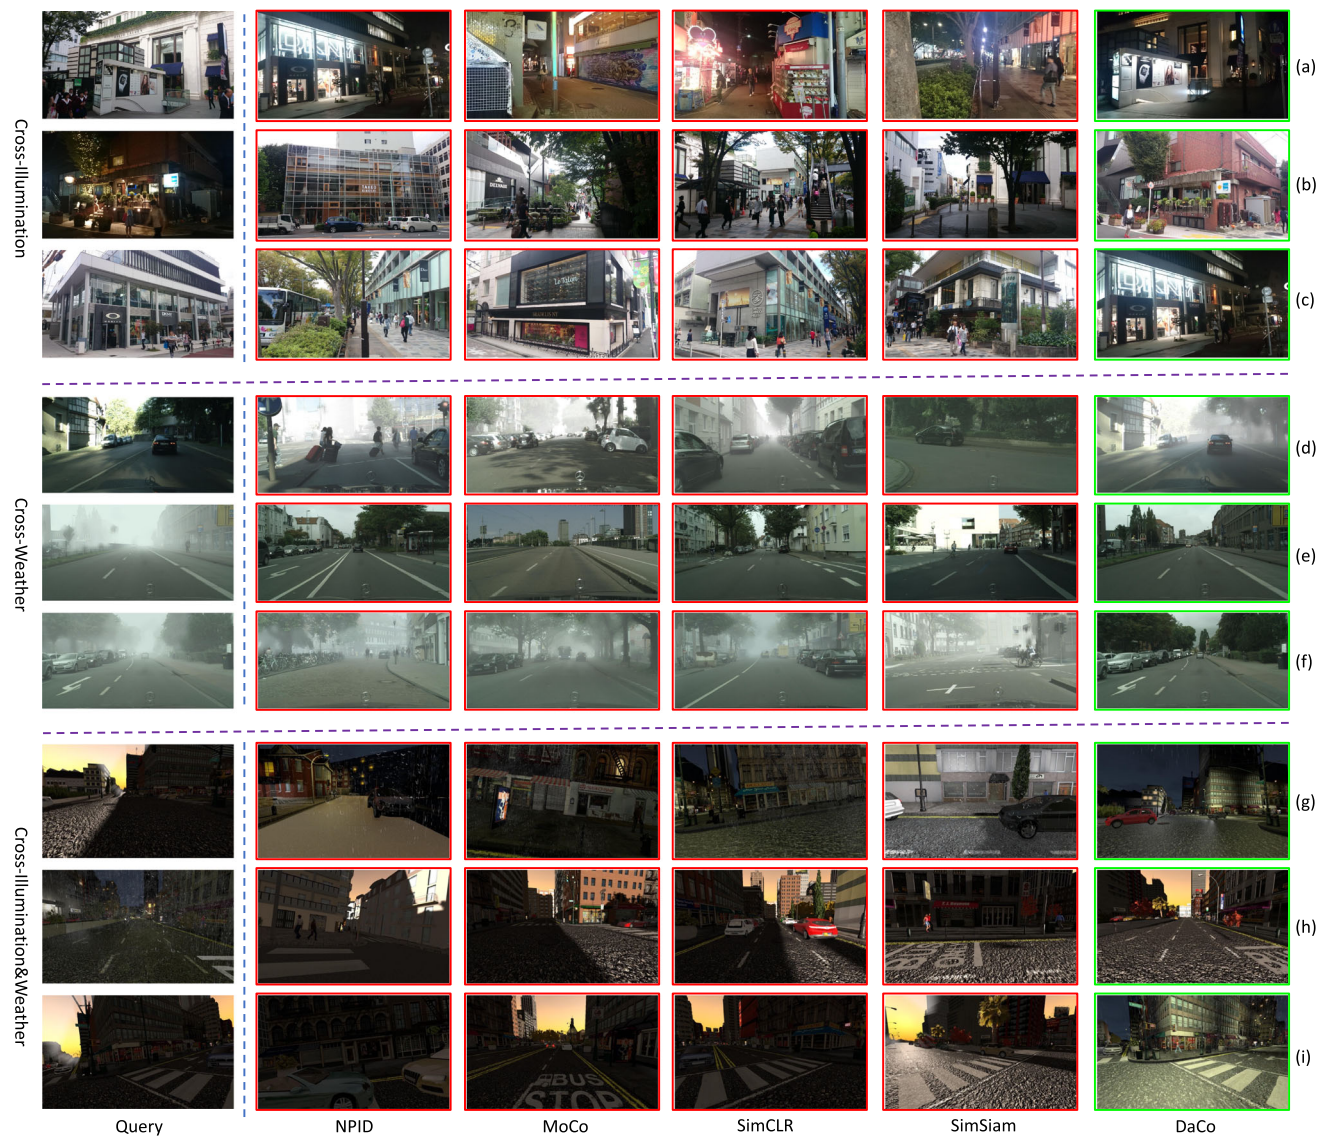 Cross-Illumination
(a)
(b)
(c)
Cross-Weather
(d)
(e)
(f)
Cross-Illumination&Weather
(g)
(h)
BUS
STOP
(i)
Query
NPID
MoCo
SimCLR
SimSiam
DaCo